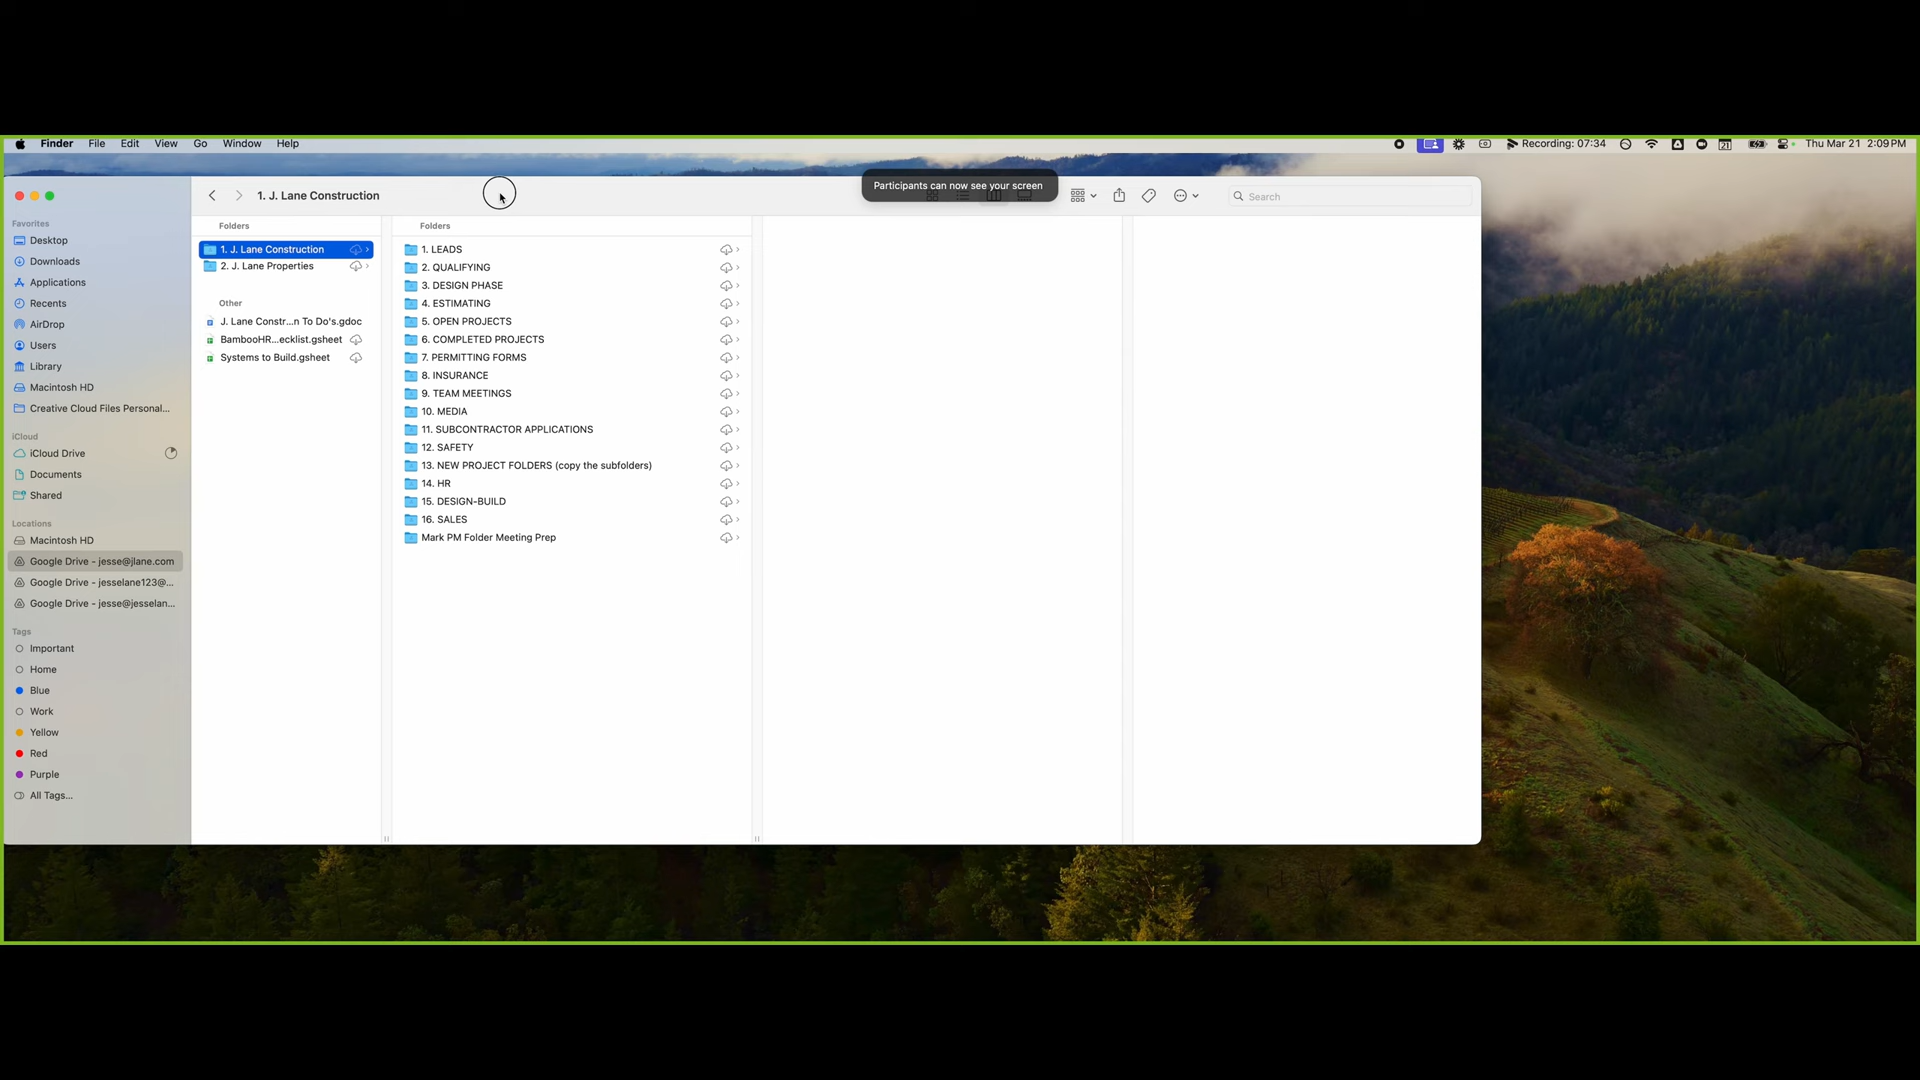 Finder File Edit View Go Window Help
Recording: 07:34
21
Thu Mar 21 2:09 PM
1. J. Lane Construction
Participants can now see your screen
Search
Favorites
Desktop
Downloads
Applications
Recents
AirDrop
Users
Library
Macintosh HD
Creative Cloud Files Personal...
iCloud
iCloud Drive
Documents
Shared
Locations
Macintosh HD
Google Drive - jesse@jlane.com
Google Drive - jesselane123@...
Google Drive - jesse@jesselan...
Tags
Important
Home
Blue
Work
Yellow
Red
Purple
All Tags...
Folders
1. J. Lane Construction
2. J. Lane Properties
Other
J. Lane Constr...n To Do's.gdoc
BambooHR...ecklist.gsheet
Systems to Build.gsheet
Folders
1. LEADS
2. QUALIFYING
3. DESIGN PHASE
4. ESTIMATING
5. OPEN PROJECTS
6. COMPLETED PROJECTS
7. PERMITTING FORMS
8. INSURANCE
9. TEAM MEETINGS
10. MEDIA
11. SUBCONTRACTOR APPLICATIONS
12. SAFETY
13. NEW PROJECT FOLDERS (copy the subfolders)
14. HR
15. DESIGN-BUILD
16. SALES
Mark PM Folder Meeting Prep